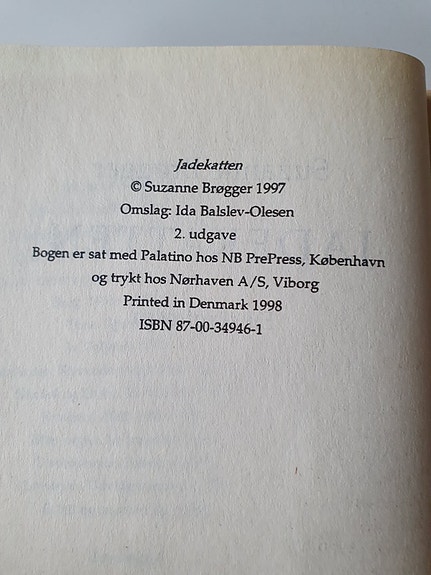 Jadekatten
© Suzanne Brøgger 1997
Omslag: Ida Balslev-Olesen
2. udgave
Bogen er sat med Palatino hos NB PrePress, København
og trykt hos Nørhaven A/S, Viborg
Printed in Denmark 1998
ISBN 87-00-34946-1